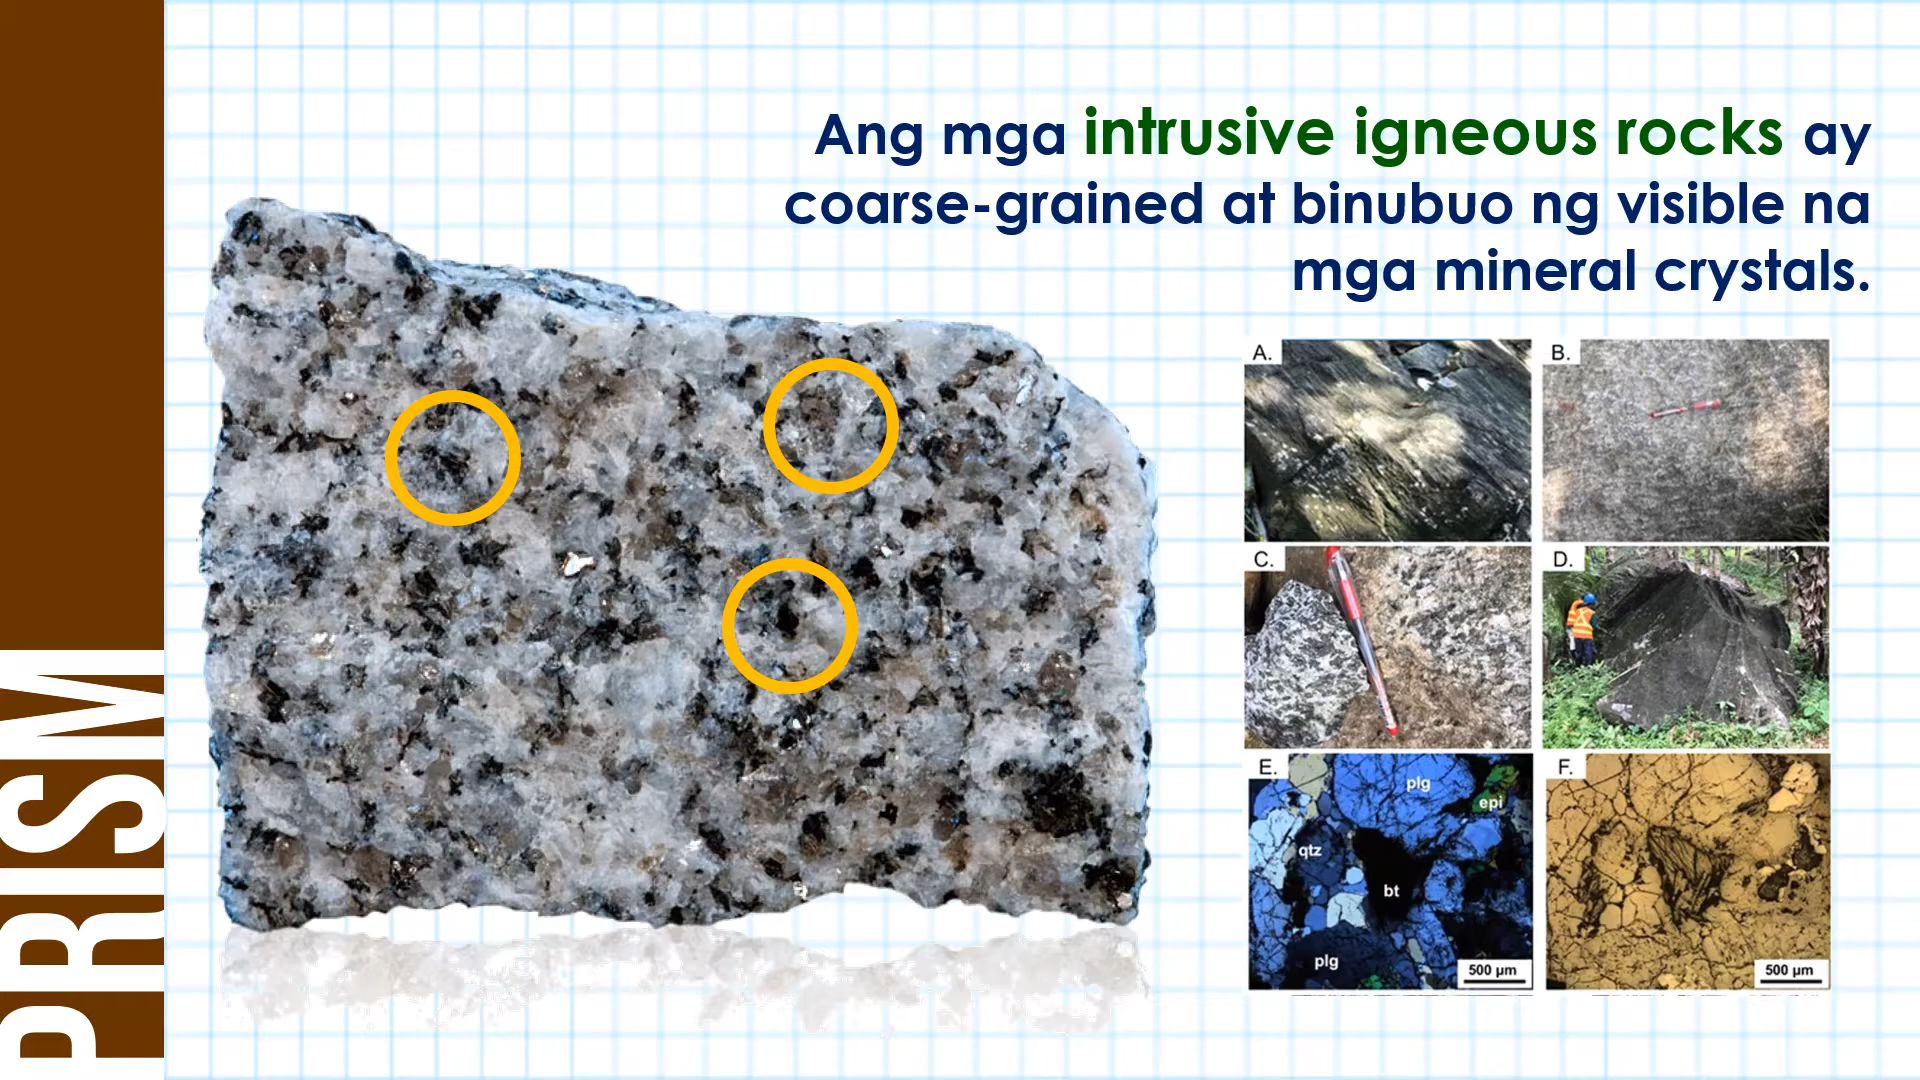 PRISM
Ang mga intrusive igneous rocks ay
coarse-grained at binubuo ng visible na
mga mineral crystals.
A.
B.
C.
D.
E.
plg
epi
qtz
bt
plg
500 µm
F.
500 µm